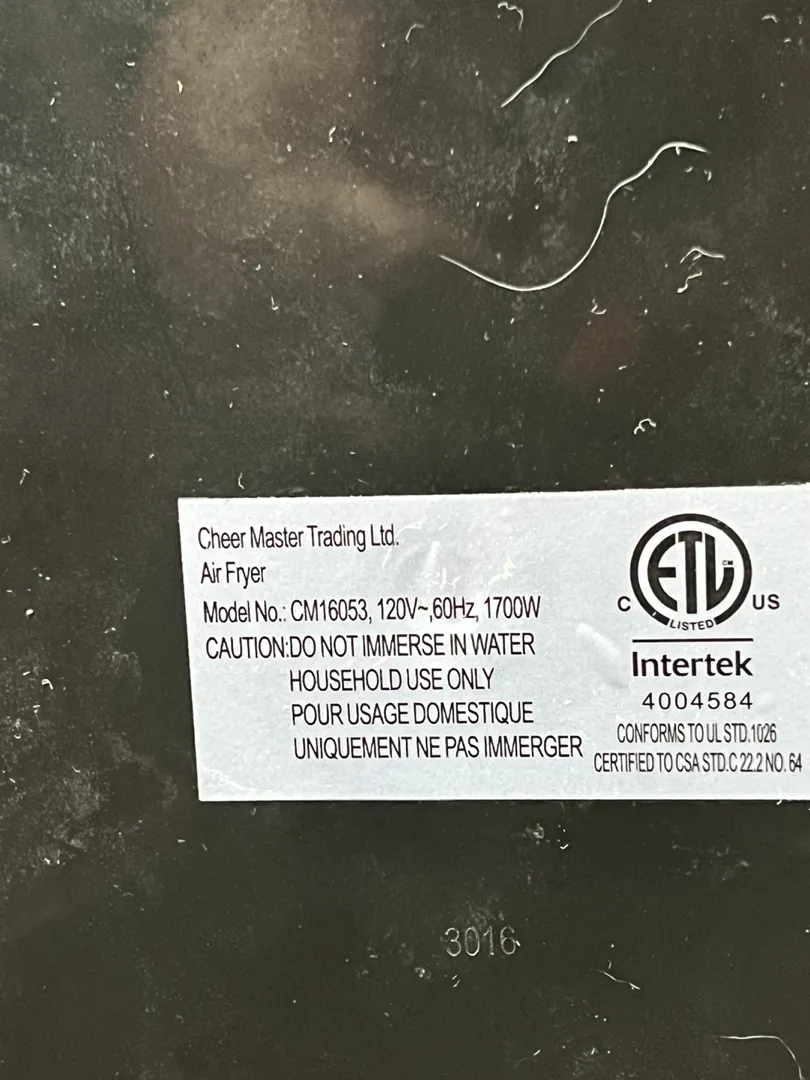 Cheer Master Trading Ltd.
Air Fryer
Model No.: CM16053, 120V~,60Hz, 1700W
CAUTION:DO NOT IMMERSE IN WATER
HOUSEHOLD USE ONLY
POUR USAGE DOMESTIQUE
UNIQUEMENT NE PAS IMMERGER
ETL CM
C US
LISTED
Intertek
4004584
CONFORMS TO UL STD.1026
CERTIFIED TO CSA STD.C 22.2 NO. 64
3016